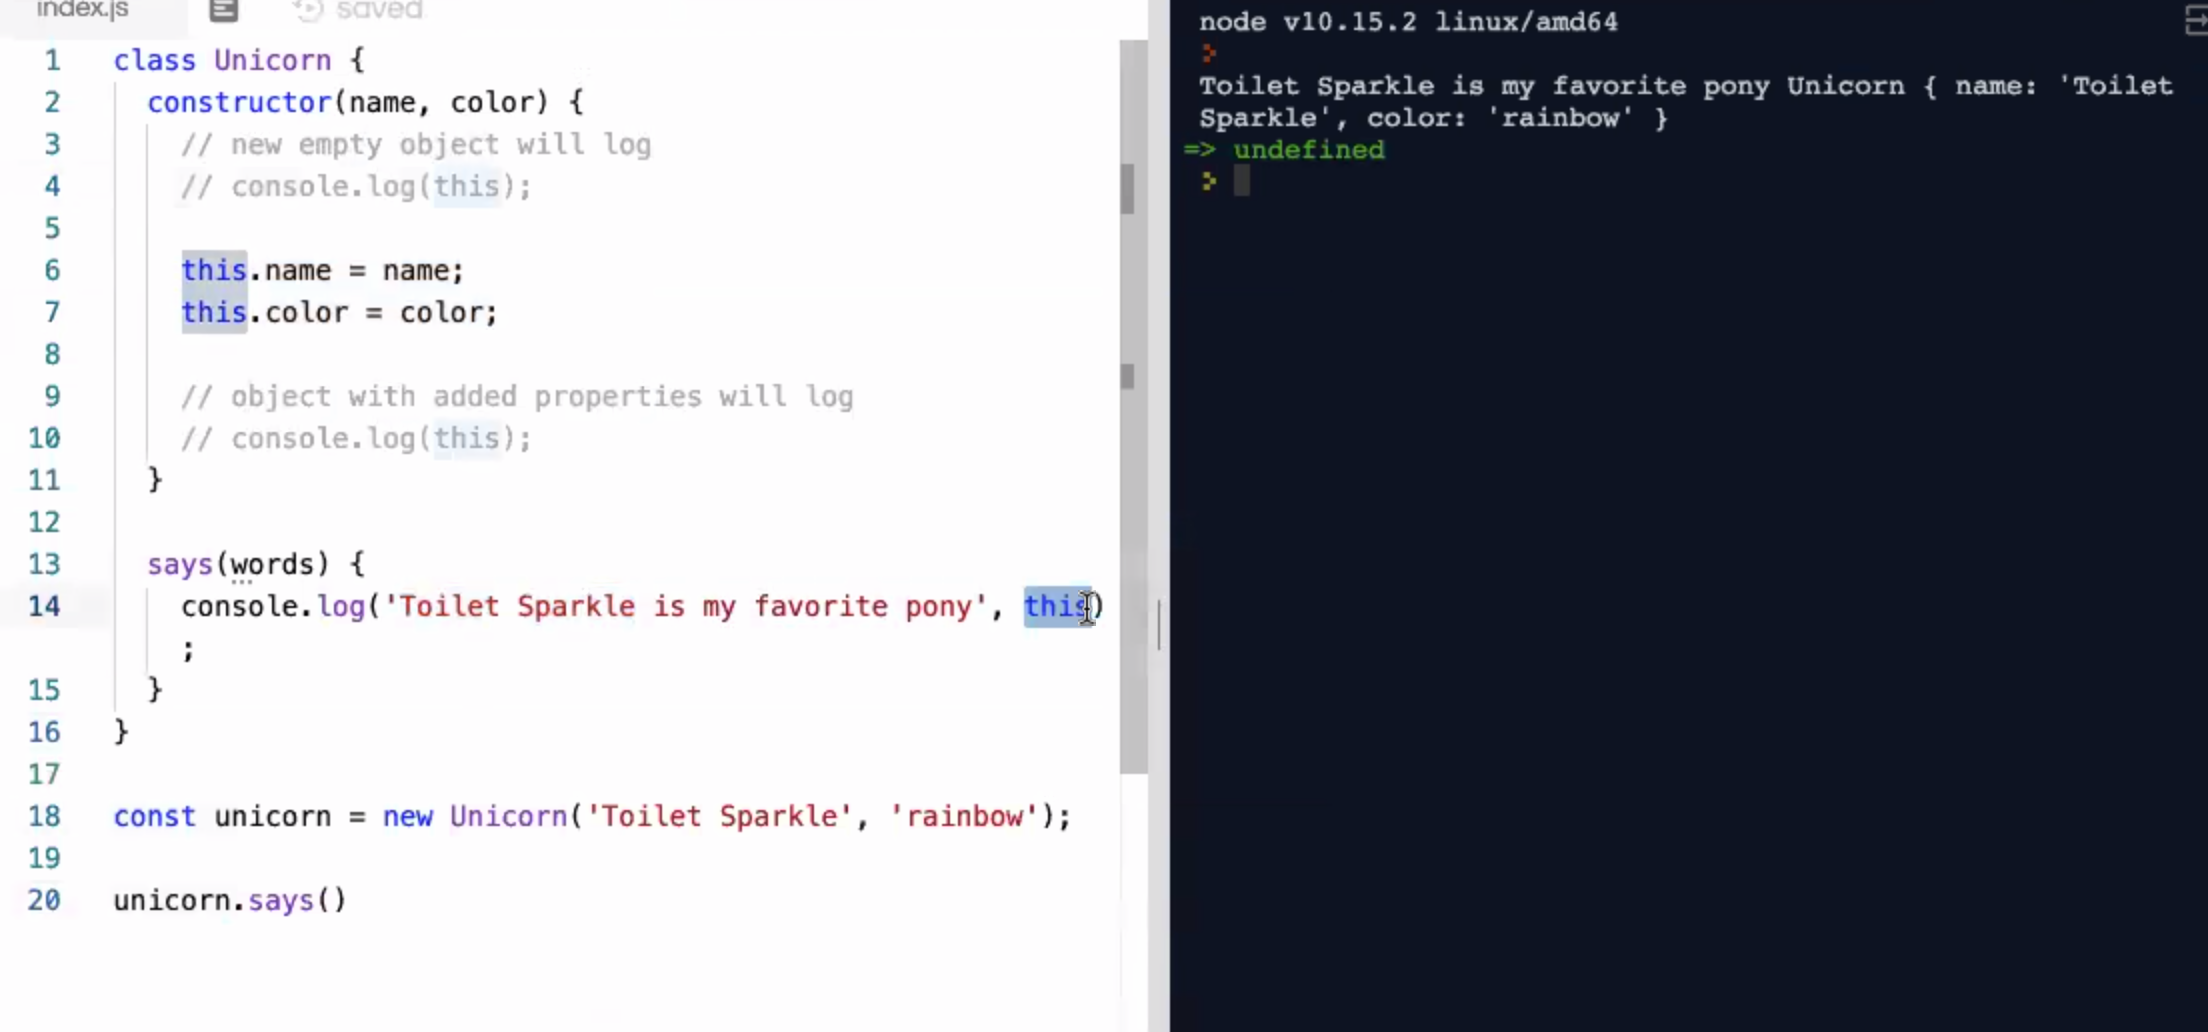 index.js saved
1 class Unicorn {
2 constructor(name, color) {
3 // new empty object will log
4 // console.log(this);
5
6 this.name = name;
7 this.color = color;
8
9 // object with added properties will log
10 // console.log(this);
11 }
12
13 says(words) {
14 console.log('Toilet Sparkle is my favorite pony', this)
;
15 }
16 }
17
18 const unicorn = new Unicorn('Toilet Sparkle', 'rainbow');
19
20 unicorn.says()
node v10.15.2 linux/amd64
>
Toilet Sparkle is my favorite pony Unicorn { name: 'Toilet
Sparkle', color: 'rainbow' }
=> undefined
>